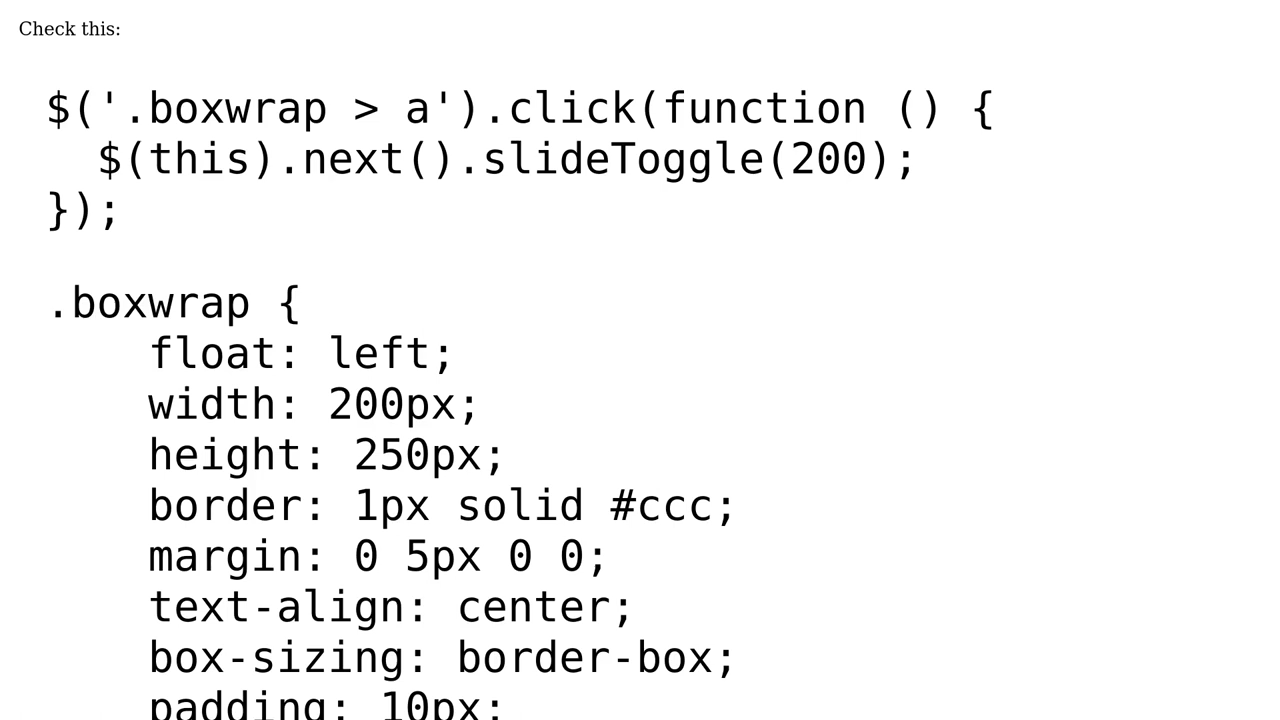 Check this:
$('.boxwrap > a').click(function () {
  $(this).next().slideToggle(200);
});
.boxwrap {
    float: left;
    width: 200px;
    height: 250px;
    border: 1px solid #ccc;
    margin: 0 5px 0 0;
    text-align: center;
    box-sizing: border-box;
    padding: 10px;